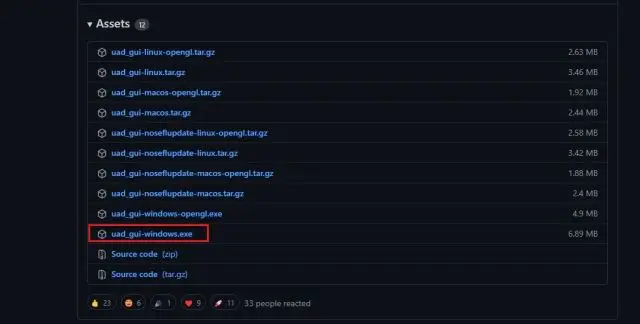 Assets 12
uad_gui-linux-opengl.tar.gz 2.63 MB
uad_gui-linux.tar.gz 3.46 MB
uad_gui-macos-opengl.tar.gz 1.92 MB
uad_gui-macos.tar.gz 2.44 MB
uad_gui-noseflupdate-linux-opengl.tar.gz 2.58 MB
uad_gui-noseflupdate-linux.tar.gz 3.42 MB
uad_gui-noseflupdate-macos-opengl.tar.gz 1.88 MB
uad_gui-noseflupdate-macos.tar.gz 2.4 MB
uad_gui-windows-opengl.exe 4.9 MB
uad_gui-windows.exe 6.89 MB
Source code (zip)
Source code (tar.gz)
👍 23 😍 6 🎉 1 ❤️ 9 🚀 11 33 people reacted